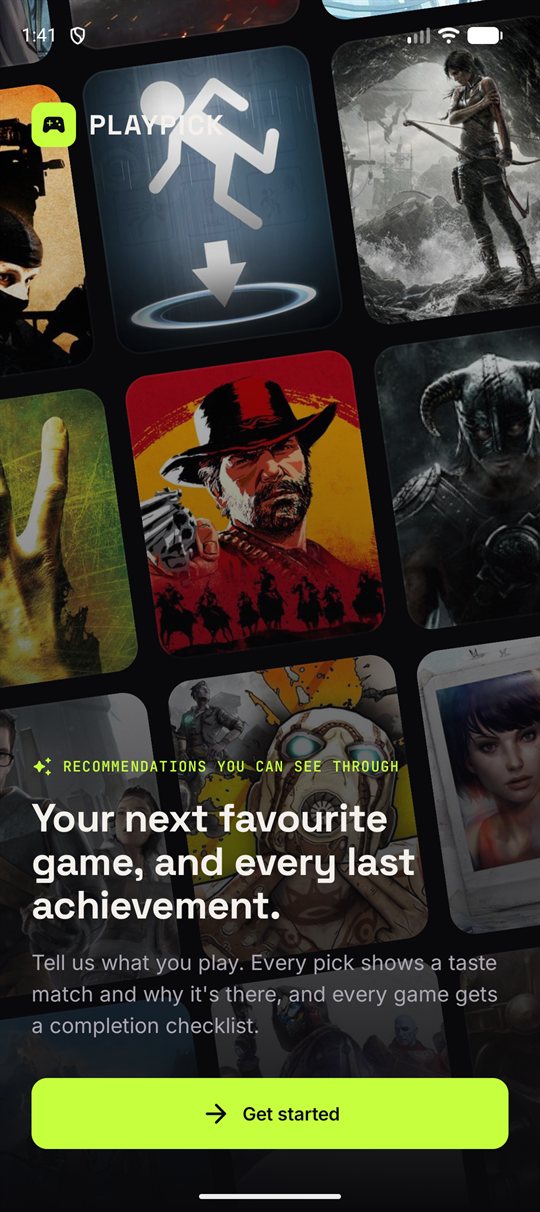 1:41
PLAYPICK
RECOMMENDATIONS YOU CAN SEE THROUGH
Your next favourite
game, and every last
achievement.
Tell us what you play. Every pick shows a taste
match and why it's there, and every game gets
a completion checklist.
Get started